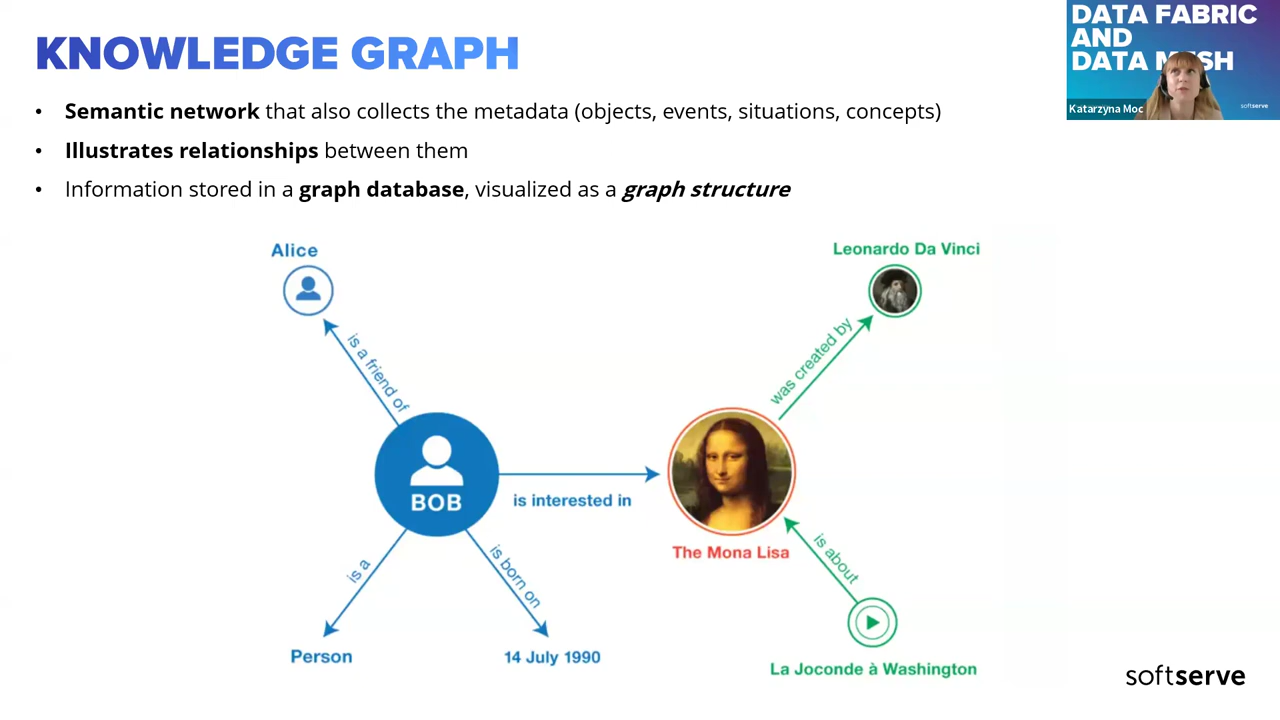 KNOWLEDGE GRAPH
DATA FABRIC
AND
DATA MESH
Katarzyna Moc
softserve
• Semantic network that also collects the metadata (objects, events, situations, concepts)
• Illustrates relationships between them
• Information stored in a graph database, visualized as a graph structure
Alice
Leonardo Da Vinci
is a friend of
was created by
BOB
is interested in
The Mona Lisa
is a
is born on
is about
Person
14 July 1990
La Joconde à Washington
softserve